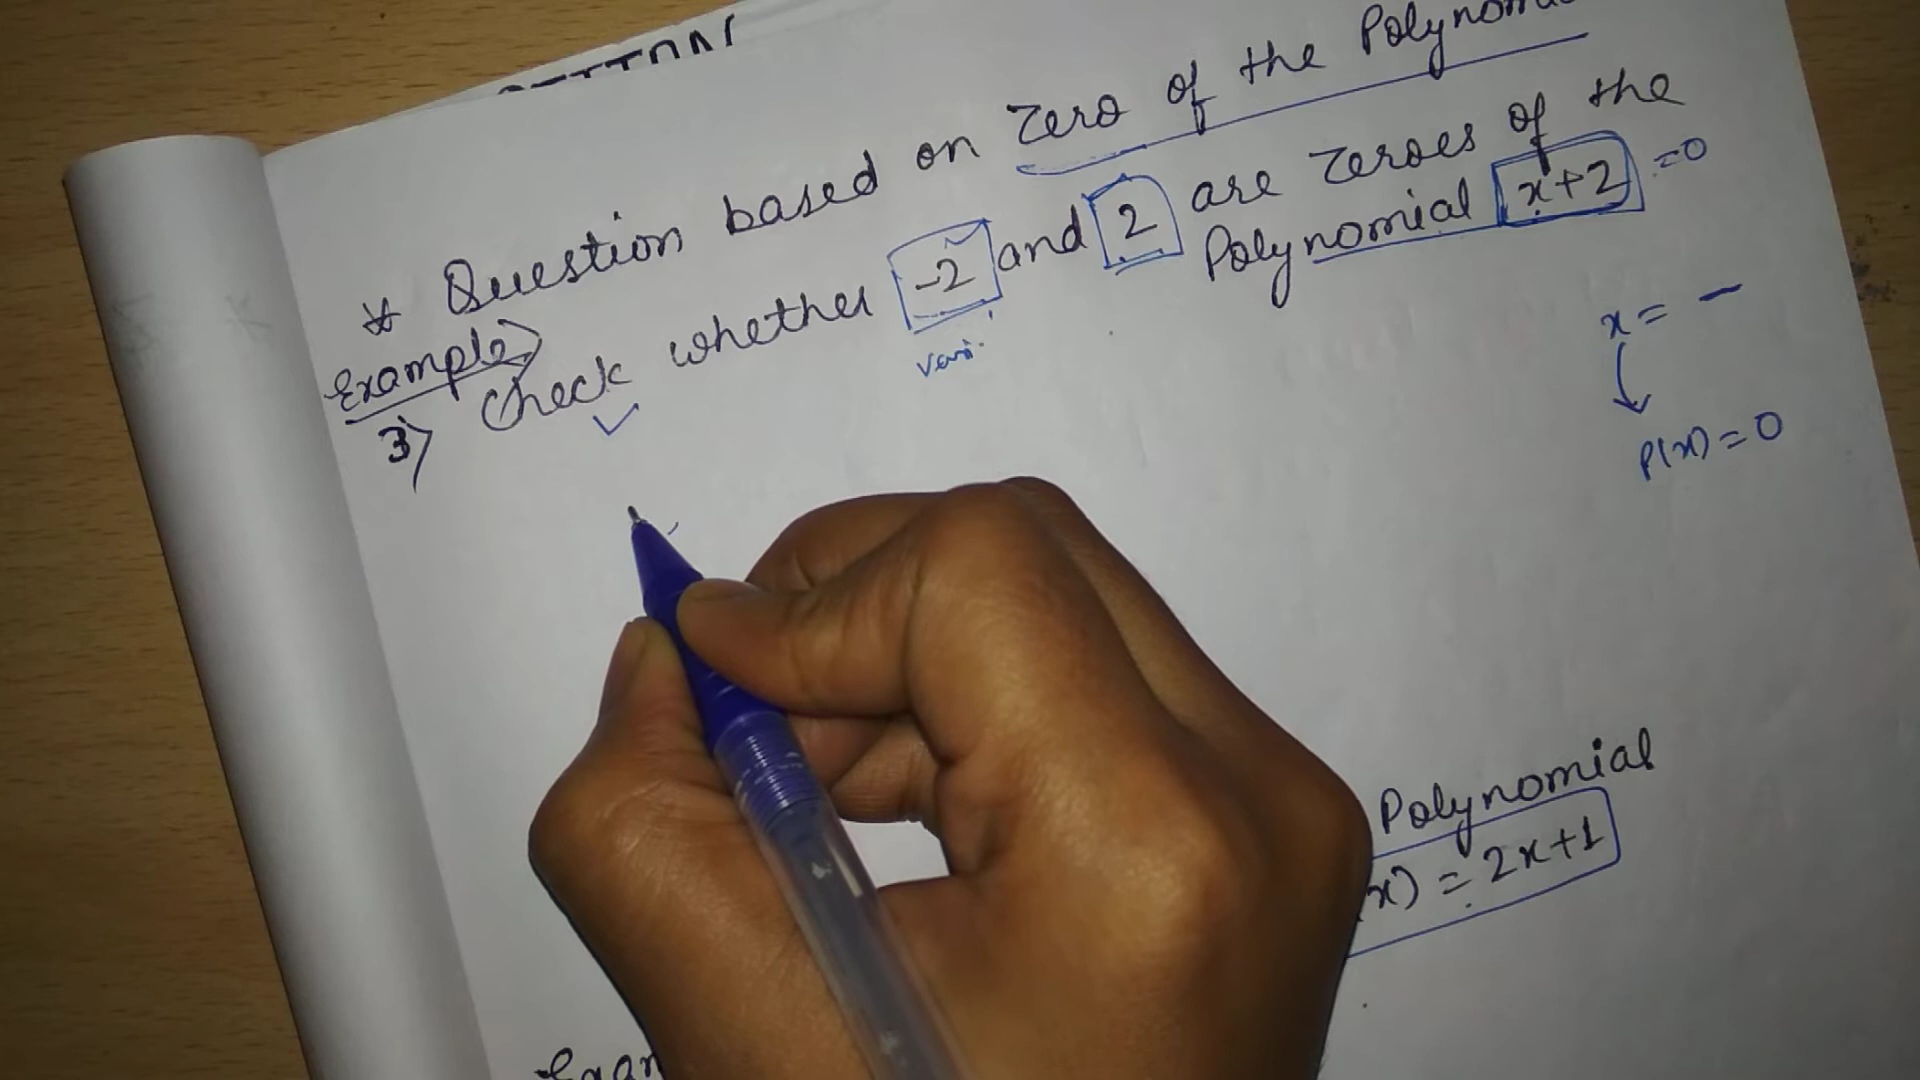 * Question based on Zero of the
Example)
3) Check whether -2 and 2 are zeroes of the
Polynomial x+2 =0
x = -
P(x) = 0
Polynomial
x) = 2x+1